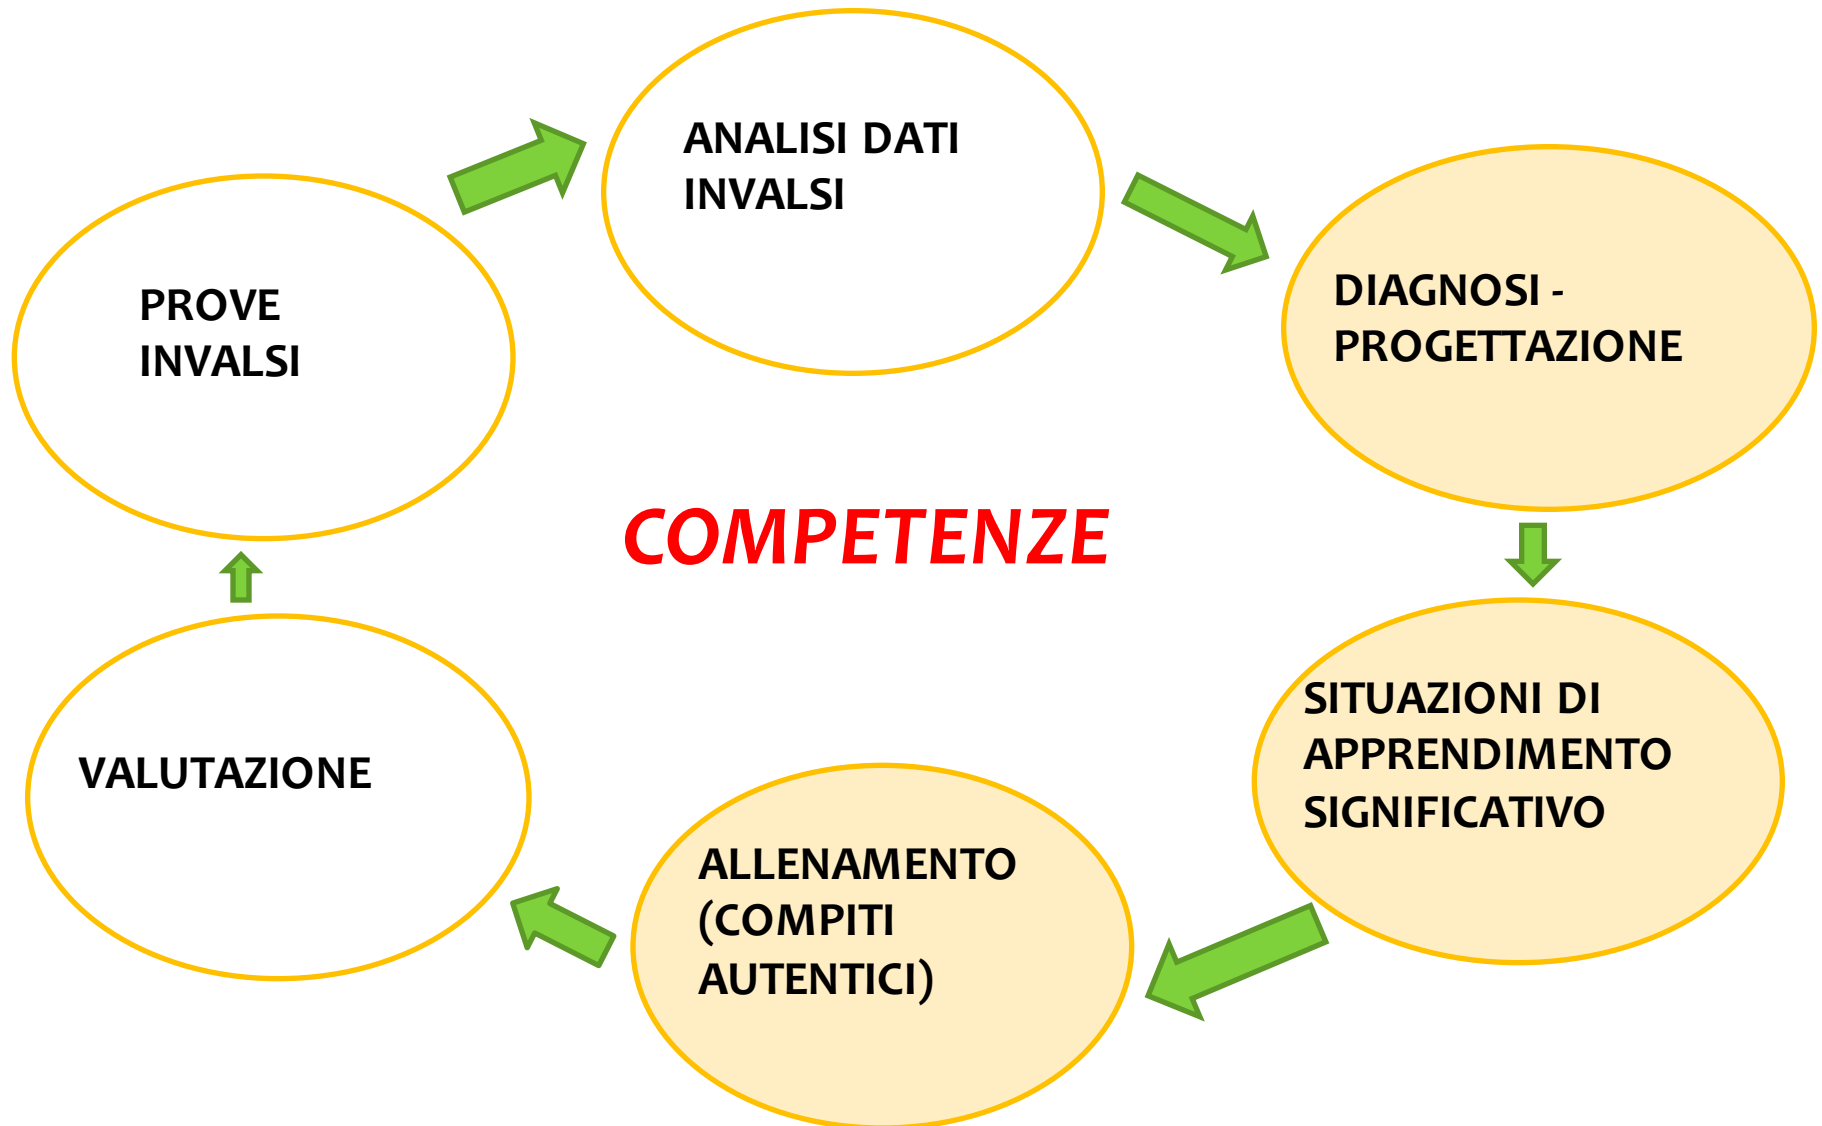 ANALISI DATI
INVALSI
DIAGNOSI -
PROGETTAZIONE
SITUAZIONI DI
APPRENDIMENTO
SIGNIFICATIVO
ALLENAMENTO
(COMPITI
AUTENTICI)
VALUTAZIONE
PROVE
INVALSI
COMPETENZE